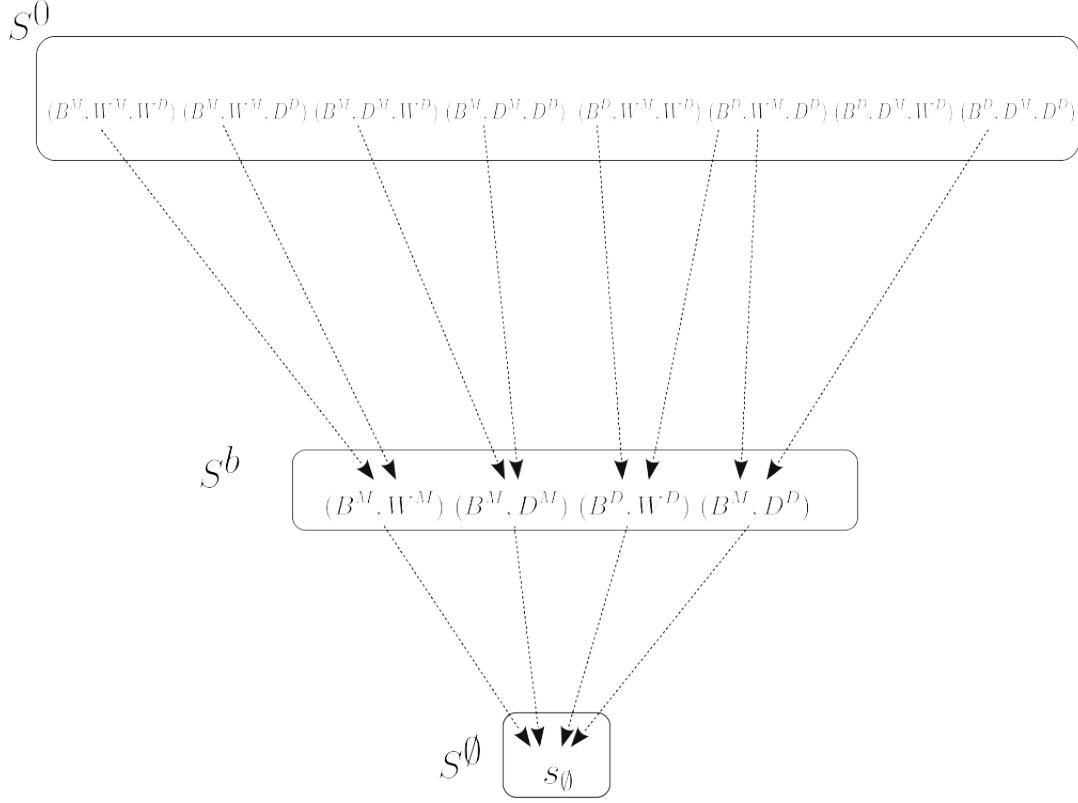 S^0
(B^M, W^M, W^D) (B^M, W^M, D^D) (B^M, D^M, W^D) (B^M, D^M, D^D) (B^D, W^M, W^D) (B^D, W^M, D^D) (B^D, D^M, W^D) (B^D, D^M, D^D)
S^b
(B^M, W^M) (B^M, D^M) (B^D, W^D) (B^M, D^D)
S^∅
s_∅